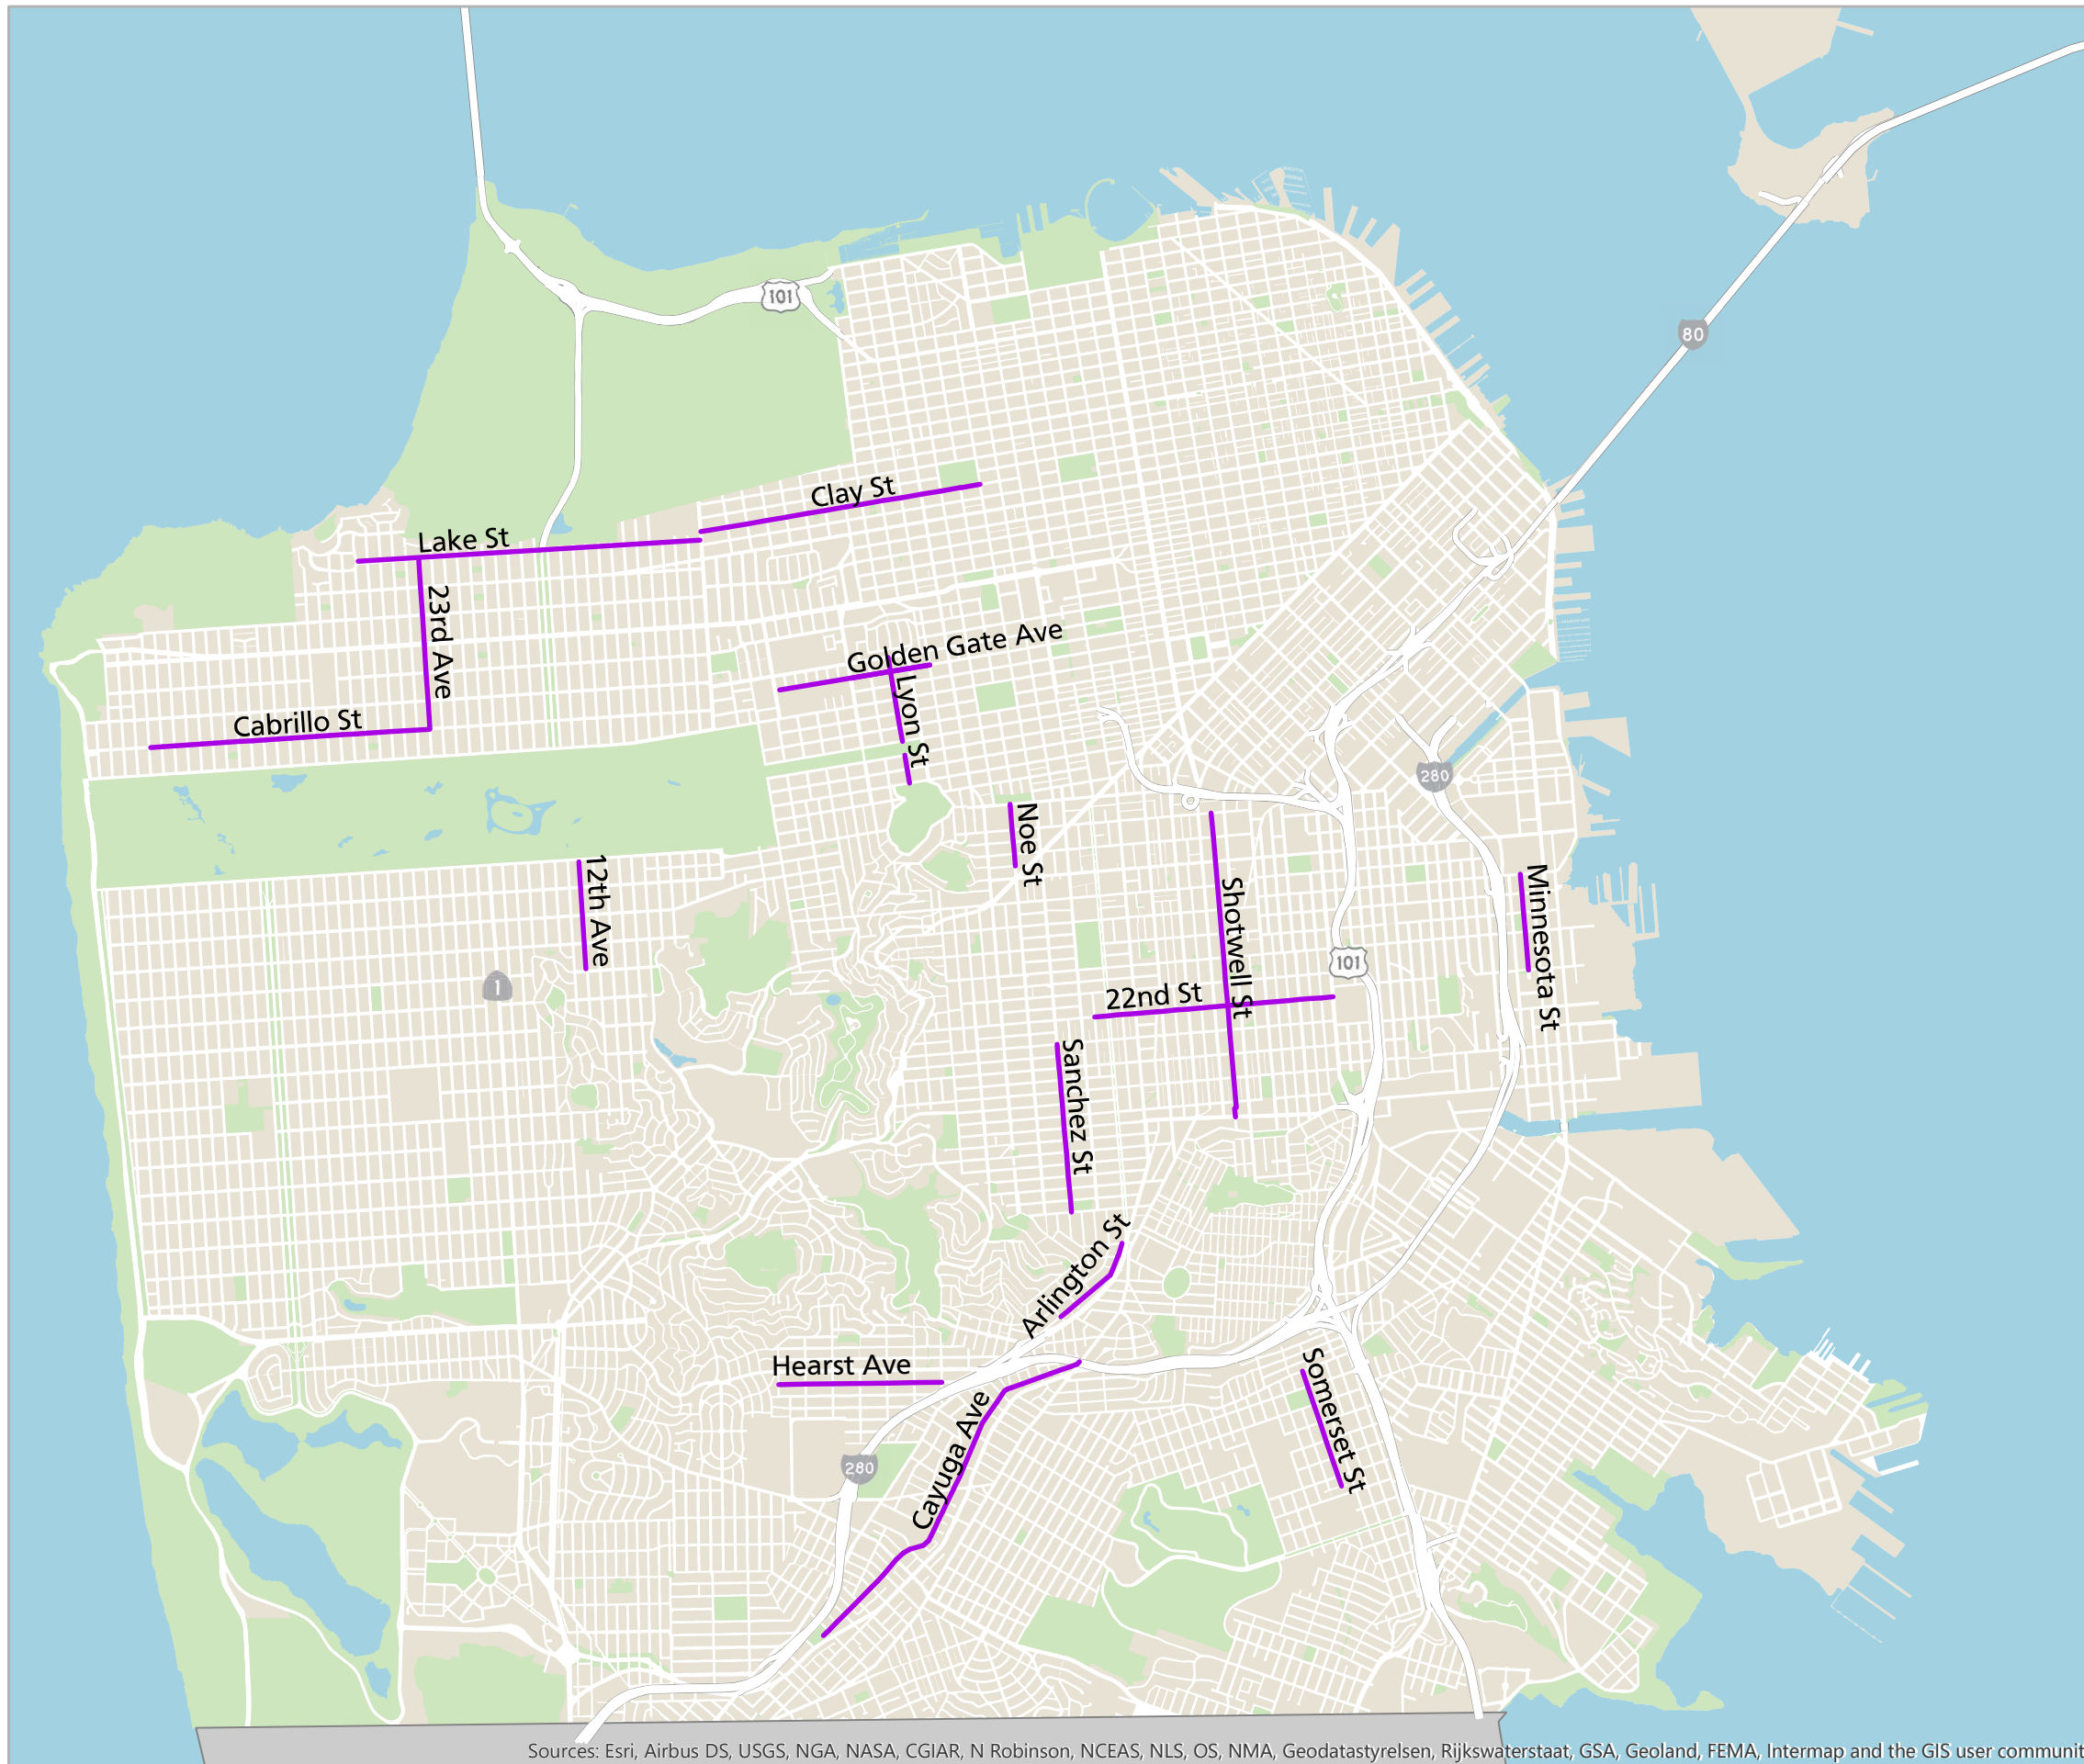 101
80
Clay St
Lake St
23rd Ave
Golden Gate Ave
Lyon St
Cabrillo St
280
Noe St
12th Ave
Minnesota St
Shotwell St
101
1
22nd St
Sanchez St
Arlington St
Hearst Ave
Somerset St
Cayuga Ave
280
Sources: Esri, Airbus DS, USGS, NGA, NASA, CGIAR, N Robinson, NCEAS, NLS, OS, NMA, Geodatastyrelsen, Rijkswaterstaat, GSA, Geoland, FEMA, Intermap and the GIS user communit